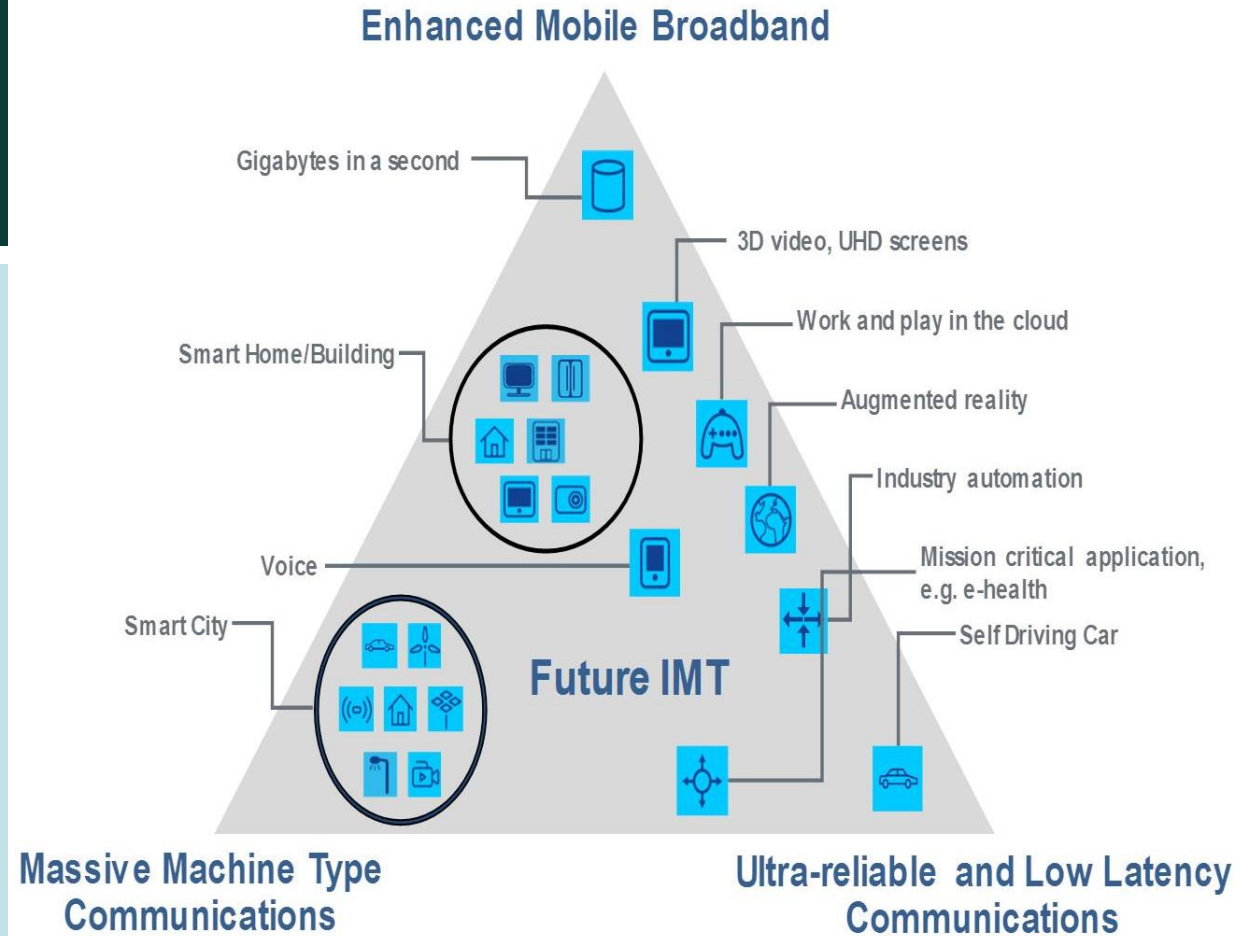 Enhanced Mobile Broadband
Gigabytes in a second
3D video, UHD screens
Work and play in the cloud
Smart Home/Building
Augmented reality
Industry automation
Voice
Mission critical application,
e.g. e-health
Smart City
Self Driving Car
Future IMT
Massive Machine Type
Communications
Ultra-reliable and Low Latency
Communications